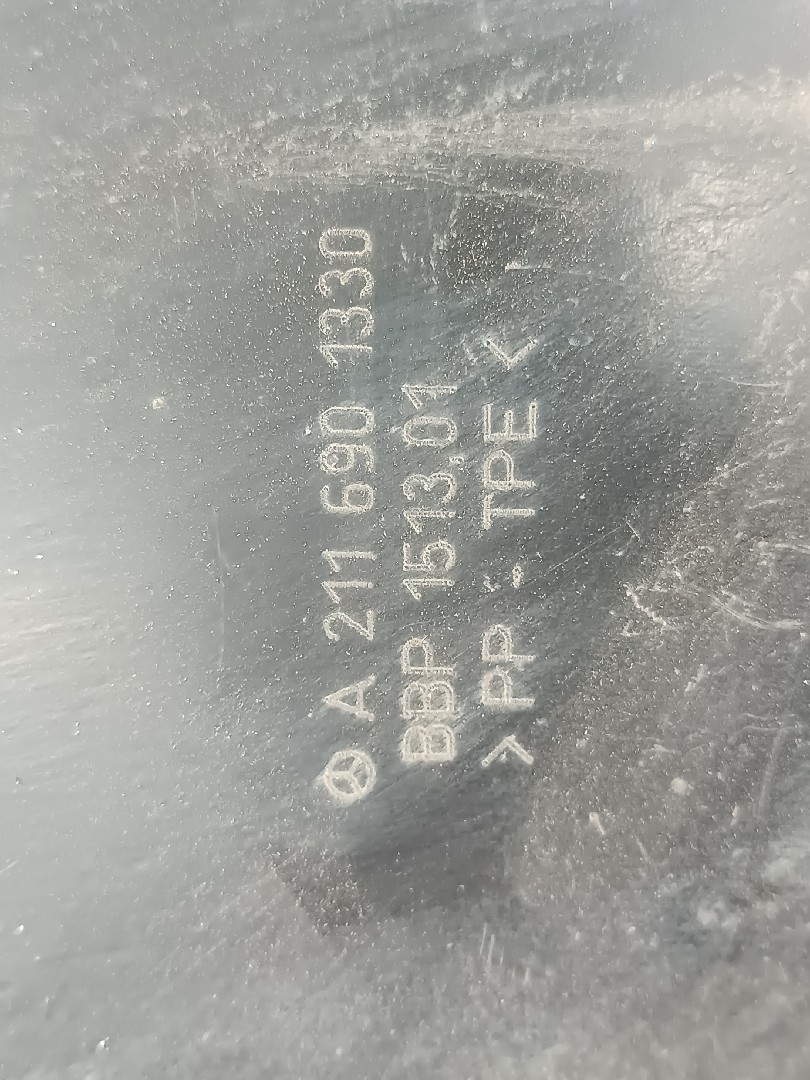 A 211 690 1330
BBP 1513.01
> PP - TPE <